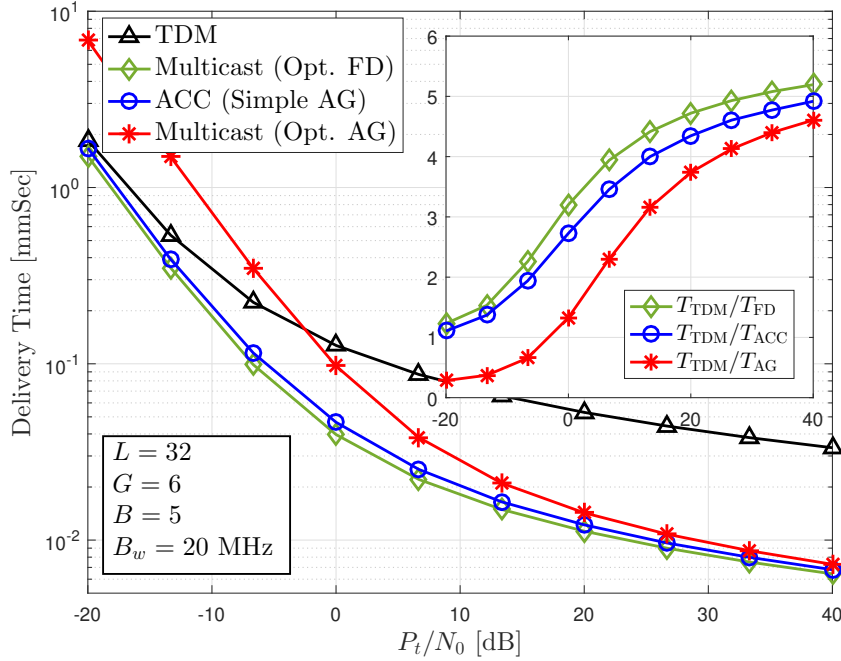 Delivery Time [mmSec]
10^1
10^0
10^{-1}
10^{-2}
TDM
Multicast (Opt. FD)
ACC (Simple AG)
Multicast (Opt. AG)
6
5
4
3
2
1
0
-20 0 20 40
T_TDM/T_FD
T_TDM/T_ACC
T_TDM/T_AG
L = 32
G = 6
B = 5
B_w = 20 MHz
-20 -10 0 10 20 30 40
P_t/N_0 [dB]